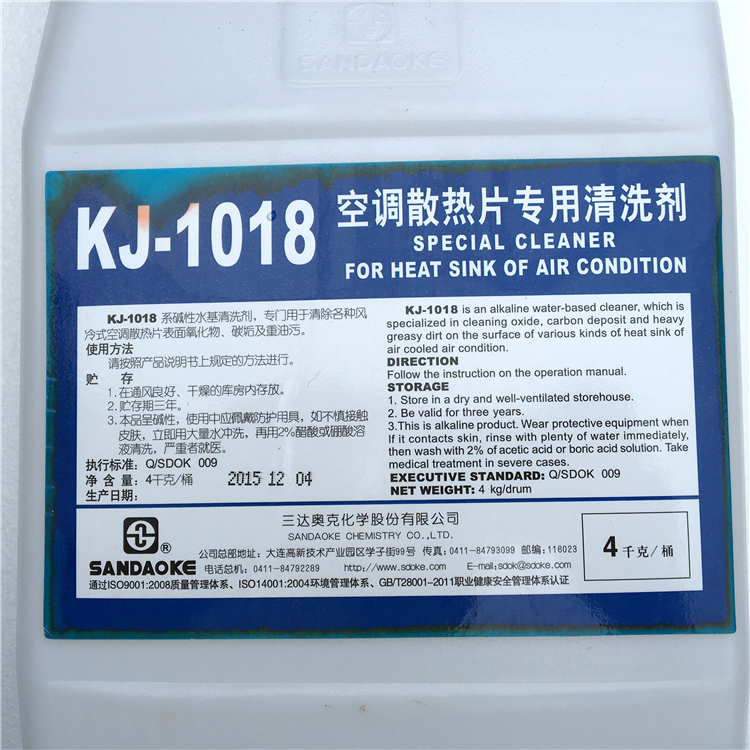 SANDAOKE
KJ-1018
空调散热片专用清洗剂
SPECIAL CLEANER
FOR HEAT SINK OF AIR CONDITION
KJ-1018 系碱性水基清洗剂，专门用于清除各种风
冷式空调散热片表面氧化物、碳垢及重油污。
使用方法
请按照产品说明书上规定的方法进行。
贮 存
1.在通风良好、干燥的库房内存放。
2.贮存期三年。
3.本品呈碱性，使用中应佩戴防护用具，如不慎接触
皮肤，立即用大量水冲洗，再用2%醋酸或硼酸溶
液清洗，严重者就医。
执行标准：Q/SDOK 009
净 含 量：4千克/桶
2015 12 04
生产日期：
KJ-1018 is an alkaline water-based cleaner, which is
specialized in cleaning oxide, carbon deposit and heavy
greasy dirt on the surface of various kinds of heat sink of
air cooled air condition.
DIRECTION
Follow the instruction on the operation manual.
STORAGE
1. Store in a dry and well-ventilated storehouse.
2. Be valid for three years.
3.This is alkaline product. Wear protective equipment when
If it contacts skin, rinse with plenty of water immediately,
then wash with 2% of acetic acid or boric acid solution. Take
medical treatment in severe cases.
EXECUTIVE STANDARD: Q/SDOK 009
NET WEIGHT: 4 kg/drum
®
SANDAOKE
三达奥克化学股份有限公司
SANDAOKE CHEMISTRY CO.,LTD.
公司总部地址：大连高新技术产业园区学子街99号 传真：0411-84793099 邮编：116023
电话总机：0411-84792289 http://www.sdoke.com E-mail：sdok@sdoke.com
通过ISO9001:2008质量管理体系、ISO14001:2004环境管理体系、GB/T28001-2011职业健康安全管理体系认证
4千克/桶